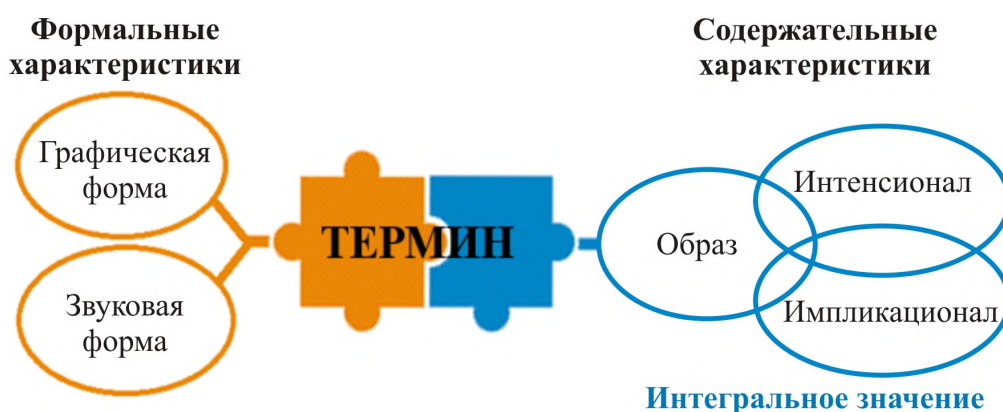 Формальные
характеристики
Графическая
форма
Звуковая
форма
ТЕРМИН
Содержательные
характеристики
Образ
Интенсионал
Импликационал
Интегральное значение